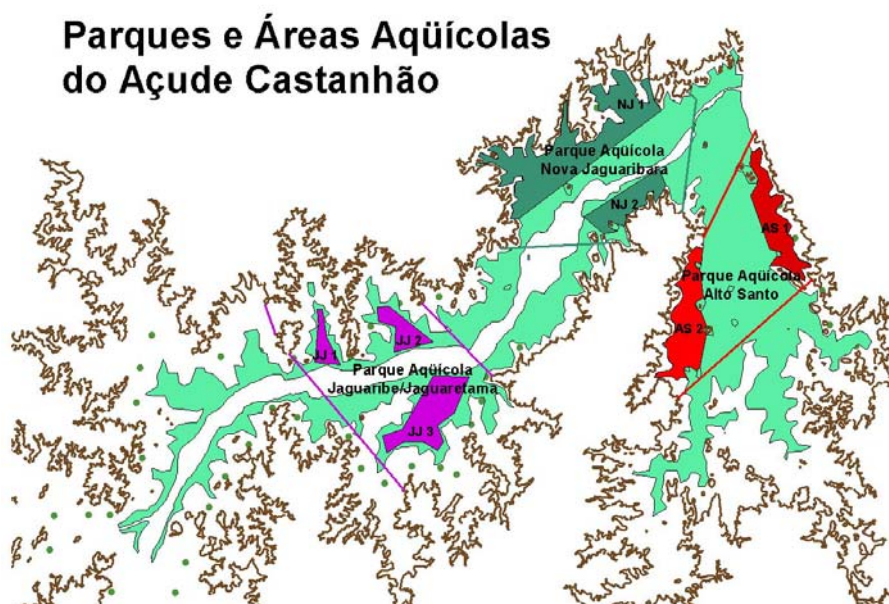 Parques e Áreas Aqüícolas
do Açude Castanhão
NJ 1
Parque Aqüícola
Nova Jaguaribara
NJ 2
AS 1
Parque Aqüícola
Alto Santo
AS 2
JJ 1
JJ 2
Parque Aqüícola
Jaguaribe/Jaguaretama
JJ 3